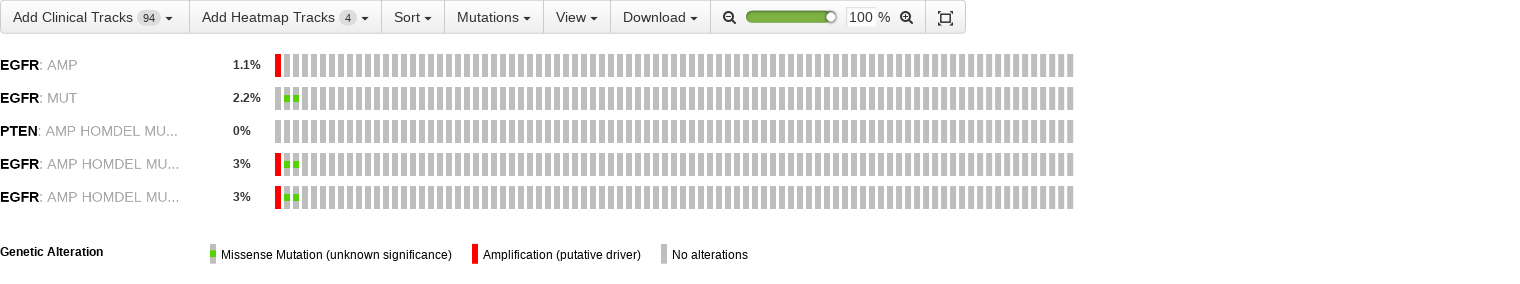 Add Clinical Tracks 94 Add Heatmap Tracks 4 Sort Mutations View Download 100 %
EGFR: AMP 1.1%
EGFR: MUT 2.2%
PTEN: AMP HOMDEL MU... 0%
EGFR: AMP HOMDEL MU... 3%
EGFR: AMP HOMDEL MU... 3%
Genetic Alteration Missense Mutation (unknown significance) Amplification (putative driver) No alterations